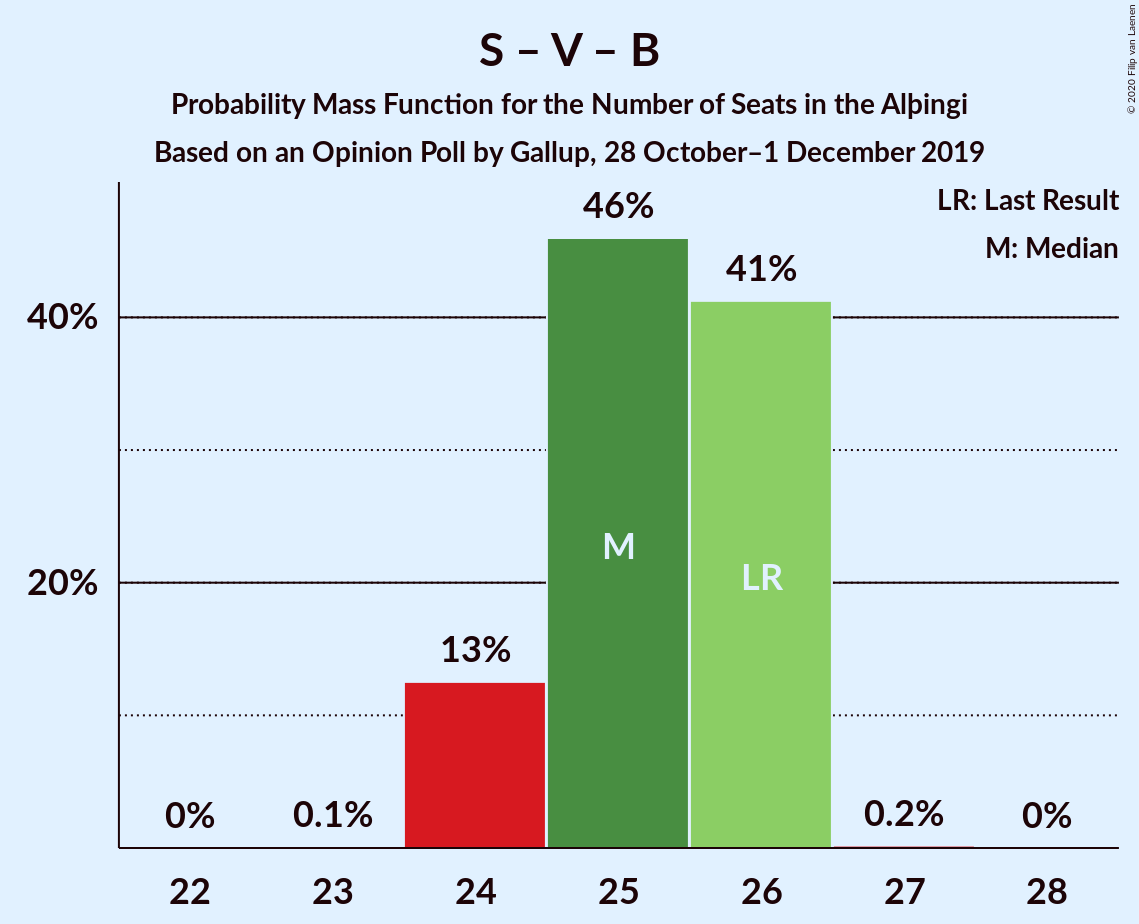 S – V – B
Probability Mass Function for the Number of Seats in the Alþingi
Based on an Opinion Poll by Gallup, 28 October–1 December 2019
© 2020 Filip van Laenen
LR: Last Result
M: Median
46%
41%
40%
M
LR
20%
13%
0%
0.1%
0.2%
0%
22
23
24
25
26
27
28